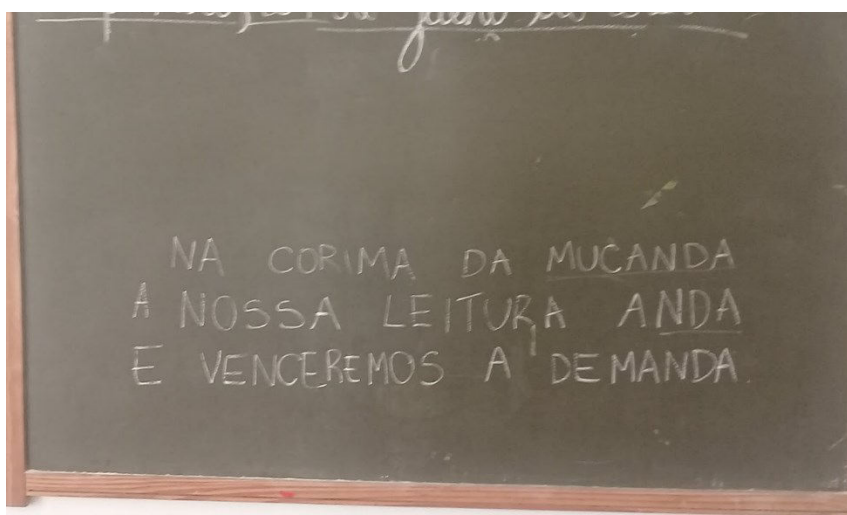 NA CORIMA DA MUCANDA
A NOSSA LEITURA ANDA
E VENCEREMOS A DEMANDA